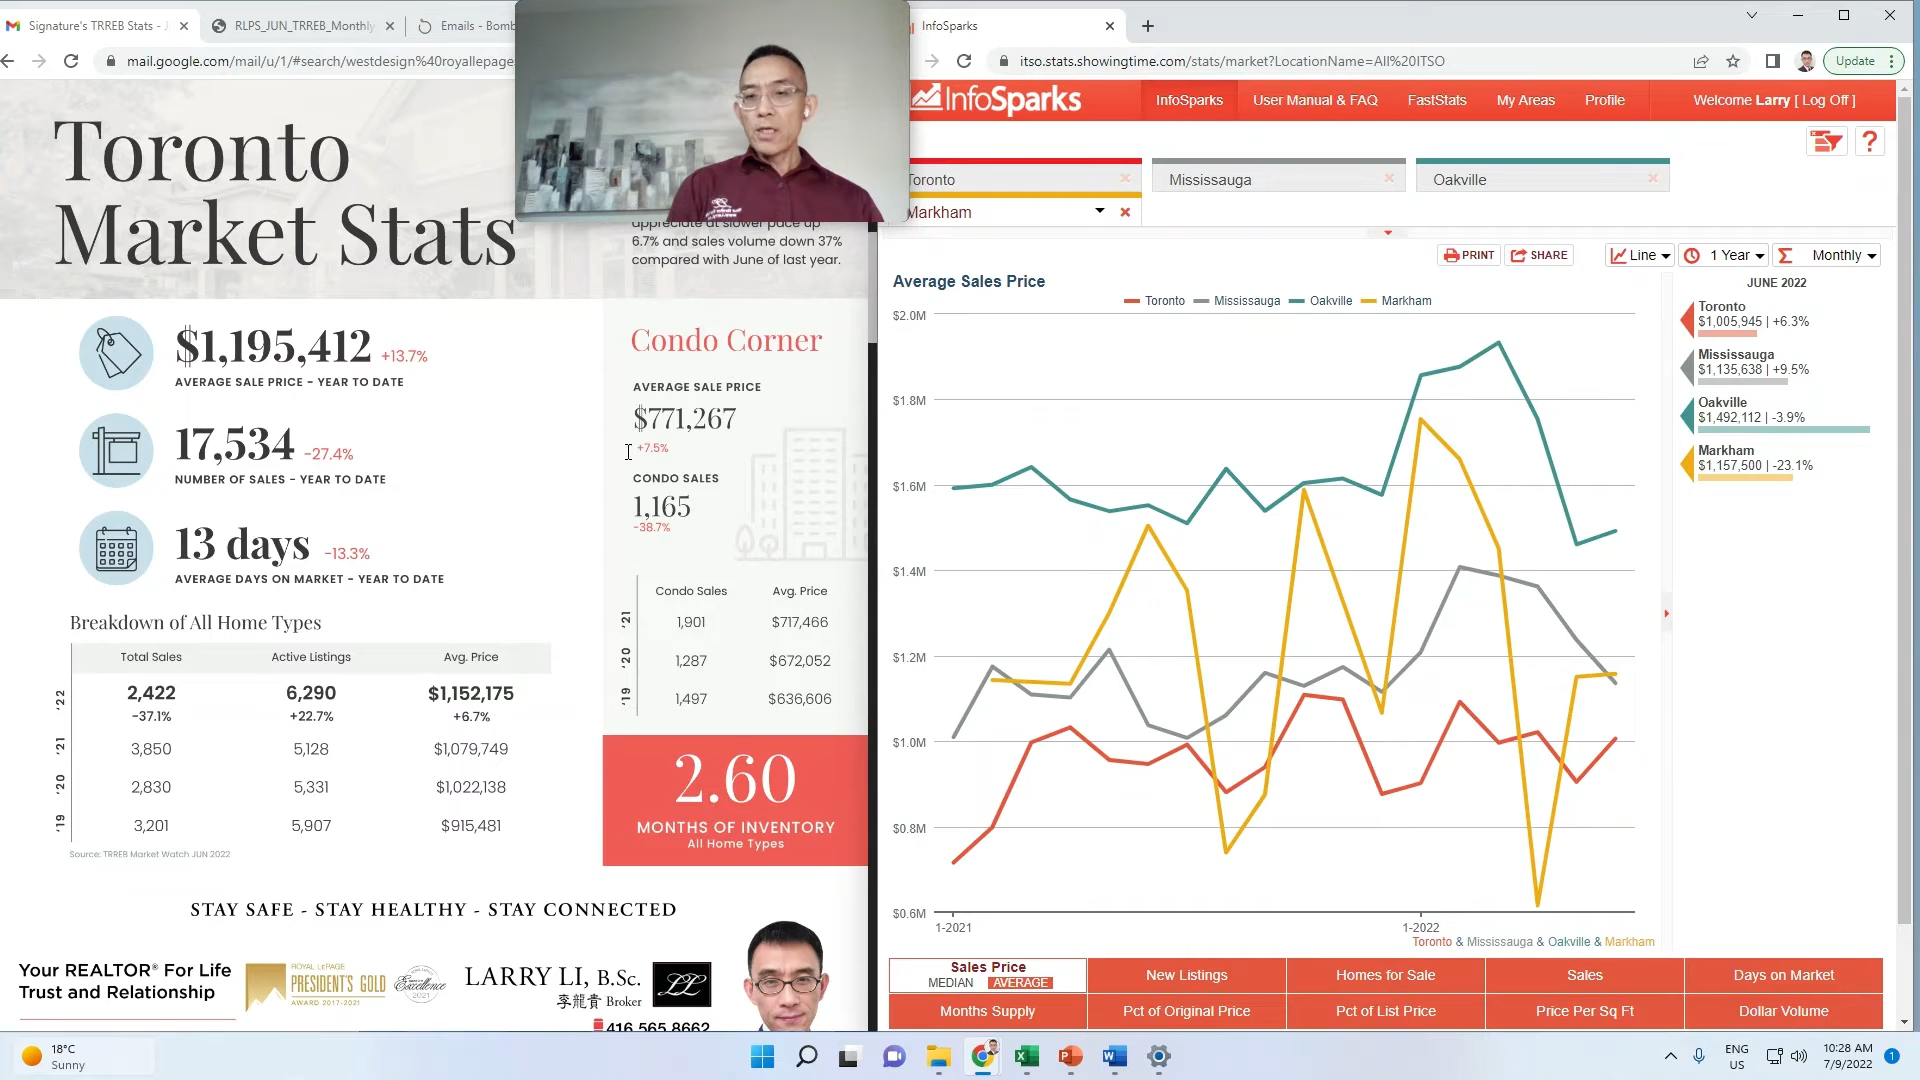 Signature's TRREB Stats - J
RLPS_JUN_TRREB_Monthly
Emails - Bomb
InfoSparks
mail.google.com/mail/u/1/#search/westdesign%40royallepage
itso.stats.showingtime.com/stats/market?LocationName=All%20ITSO
Update
Toronto
Market Stats
appreciate at slower pace up
6.7% and sales volume down 37%
compared with June of last year.
$1,195,412 +13.7%
AVERAGE SALE PRICE - YEAR TO DATE
17,534 -27.4%
NUMBER OF SALES - YEAR TO DATE
13 days -13.3%
AVERAGE DAYS ON MARKET - YEAR TO DATE
Condo Corner
AVERAGE SALE PRICE
$771,267
+7.5%
CONDO SALES
1,165
-38.7%
Condo Sales Avg. Price
'21 1,901 $717,466
'20 1,287 $672,052
'19 1,497 $636,606
Breakdown of All Home Types
Total Sales Active Listings Avg. Price
'22 2,422 6,290 $1,152,175
-37.1% +22.7% +6.7%
'21 3,850 5,128 $1,079,749
'20 2,830 5,331 $1,022,138
'19 3,201 5,907 $915,481
Source: TRREB Market Watch JUN 2022
2.60
MONTHS OF INVENTORY
All Home Types
STAY SAFE - STAY HEALTHY - STAY CONNECTED
Your REALTOR® For Life
Trust and Relationship
ROYAL LEPAGE
PRESIDENT'S GOLD
AWARD 2017-2021
Excellence
2021
LARRY LI, B.Sc.
李龍貴 Broker
LL
416.565.8662
InfoSparks
InfoSparks User Manual & FAQ FastStats My Areas Profile Welcome Larry [ Log Off ]
?
Toronto
Mississauga
Oakville
Markham
PRINT SHARE Line 1 Year Σ Monthly
Average Sales Price
Toronto Mississauga Oakville Markham
$2.0M
$1.8M
$1.6M
$1.4M
$1.2M
$1.0M
$0.8M
$0.6M
1-2021 1-2022
Toronto & Mississauga & Oakville & Markham
JUNE 2022
Toronto
$1,005,945 | +6.3%
Mississauga
$1,135,638 | +9.5%
Oakville
$1,492,112 | -3.9%
Markham
$1,157,500 | -23.1%
Sales Price
MEDIAN AVERAGE
New Listings Homes for Sale Sales Days on Market
Months Supply Pct of Original Price Pct of List Price Price Per Sq Ft Dollar Volume
18°C
Sunny
ENG
US
10:28 AM
7/9/2022
1